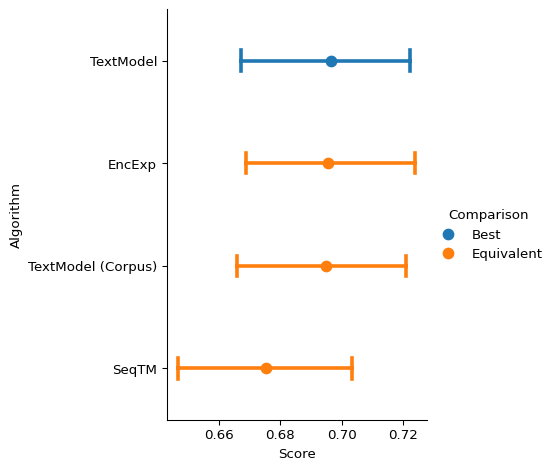 TextModel
EncExp
TextModel (Corpus)
SeqTM
Algorithm
0.66 0.68 0.70 0.72
Score
Comparison
Best
Equivalent